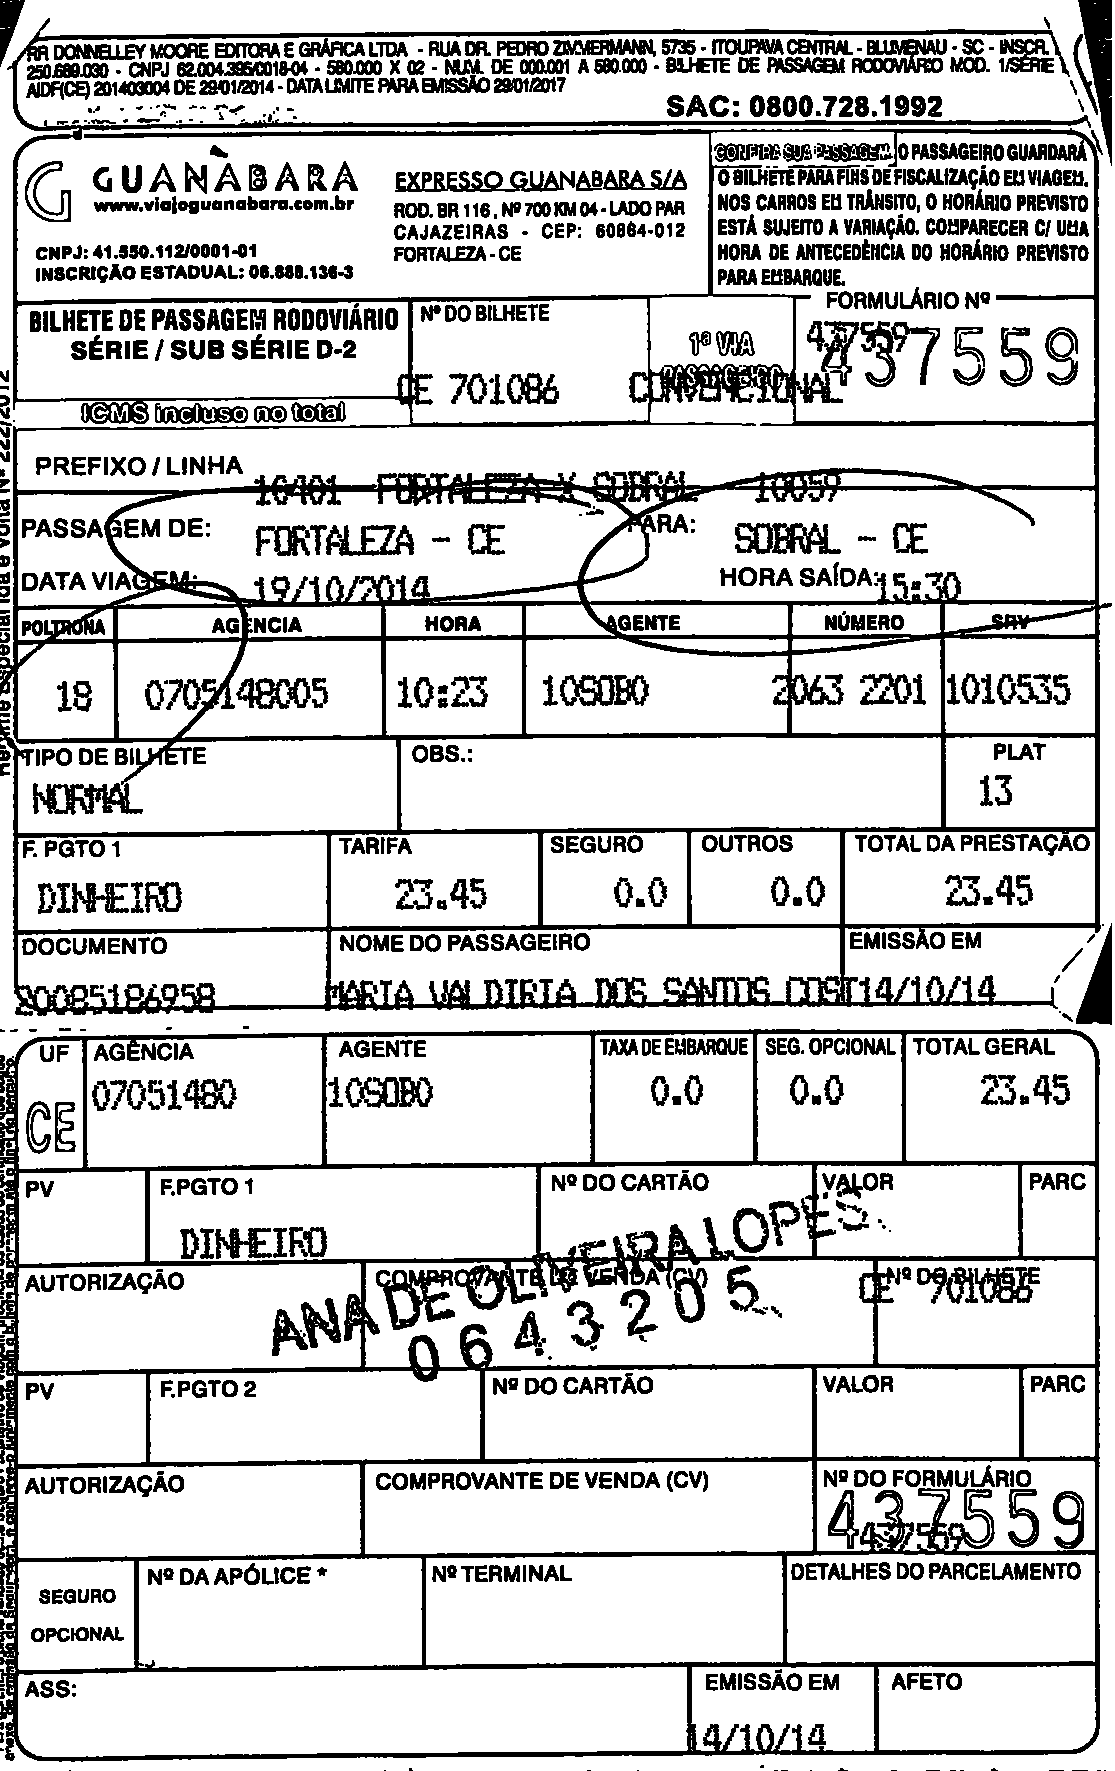 RR DONNELLEY MOORE EDITORA E GRÁFICA LTDA - RUA DR. PEDRO ZIMMERMANN, 5735 - ITOUPAVA CENTRAL - BLUMENAU - SC - INSCR.
250.689.030 - CNPJ 62.004.395/0018-04 - 580.000 X 02 - NUM. DE 000.001 A 580.000 - BILHETE DE PASSAGEM RODOVIÁRIO MOD. 1/SÉRIE
AIDF(CE) 201403004 DE 29/01/2014 - DATA LIMITE PARA EMISSÃO 29/01/2017
SAC: 0800.728.1992
GUANABARA
www.viajeguanabara.com.br
CNPJ: 41.550.112/0001-01
INSCRIÇÃO ESTADUAL: 06.888.136-3
EXPRESSO GUANABARA S/A
ROD. BR 116, Nº 700 KM 04 - LADO PAR
CAJAZEIRAS - CEP: 60864-012
FORTALEZA - CE
CONFIRA SUA PASSAGEM, O PASSAGEIRO GUARDARÁ
O BILHETE PARA FINS DE FISCALIZAÇÃO EM VIAGEM.
NOS CARROS EM TRÂNSITO, O HORÁRIO PREVISTO
ESTÁ SUJEITO A VARIAÇÃO. COMPARECER C/ UMA
HORA DE ANTECEDÊNCIA DO HORÁRIO PREVISTO
PARA EMBARQUE.
BILHETE DE PASSAGEM RODOVIÁRIO
SÉRIE / SUB SÉRIE D-2
ICMS incluso no total
Nº DO BILHETE
CE 701086
1ª VIA
PASSAGEIRO
CONVENCIONAL
FORMULÁRIO Nº
437559
437559
PREFIXO / LINHA
16401 FORTALEZA X SOBRAL 10059
PASSAGEM DE: FORTALEZA - CE PARA: SOBRAL - CE
DATA VIAGEM: 19/10/2014 HORA SAÍDA: 15:30
POLTRONA AGÊNCIA HORA AGENTE NÚMERO SRV
18 0705148005 10:23 10SOBO 2063 2201 1010535
TIPO DE BILHETE OBS.: PLAT
NORMAL 13
F. PGTO 1 TARIFA SEGURO OUTROS TOTAL DA PRESTAÇÃO
DINHEIRO 23.45 0.0 0.0 23.45
DOCUMENTO NOME DO PASSAGEIRO EMISSÃO EM
20085186958 MARIA VALDIRIA DOS SANTOS COST 14/10/14
UF AGÊNCIA AGENTE TAXA DE EMBARQUE SEG. OPCIONAL TOTAL GERAL
CE 07051480 10SOBO 0.0 0.0 23.45
PV F.PGTO 1 Nº DO CARTÃO VALOR PARC
DINHEIRO
ANA DE OLIVEIRA LOPES
0643205
AUTORIZAÇÃO COMPROVANTE DE VENDA (CV) Nº DO BILHETE
CE 701086
PV F.PGTO 2 Nº DO CARTÃO VALOR PARC
AUTORIZAÇÃO COMPROVANTE DE VENDA (CV) Nº DO FORMULÁRIO
437559
437559
SEGURO
OPCIONAL
Nº DA APÓLICE * Nº TERMINAL DETALHES DO PARCELAMENTO
ASS: EMISSÃO EM AFETO
14/10/14